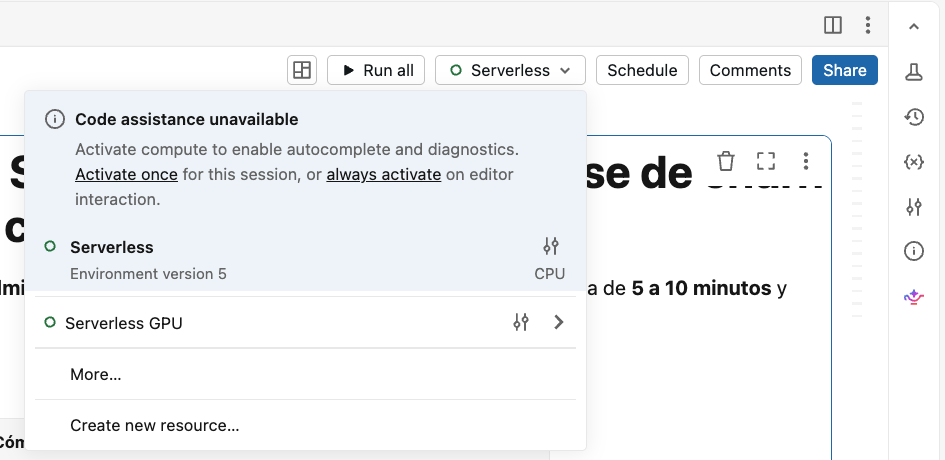 Run all
Serverless
Schedule
Comments
Share
Code assistance unavailable
Activate compute to enable autocomplete and diagnostics.
Activate once for this session, or always activate on editor
interaction.
se de churn
Serverless
Environment version 5
CPU
a de 5 a 10 minutos y
Serverless GPU
More...
Create new resource...